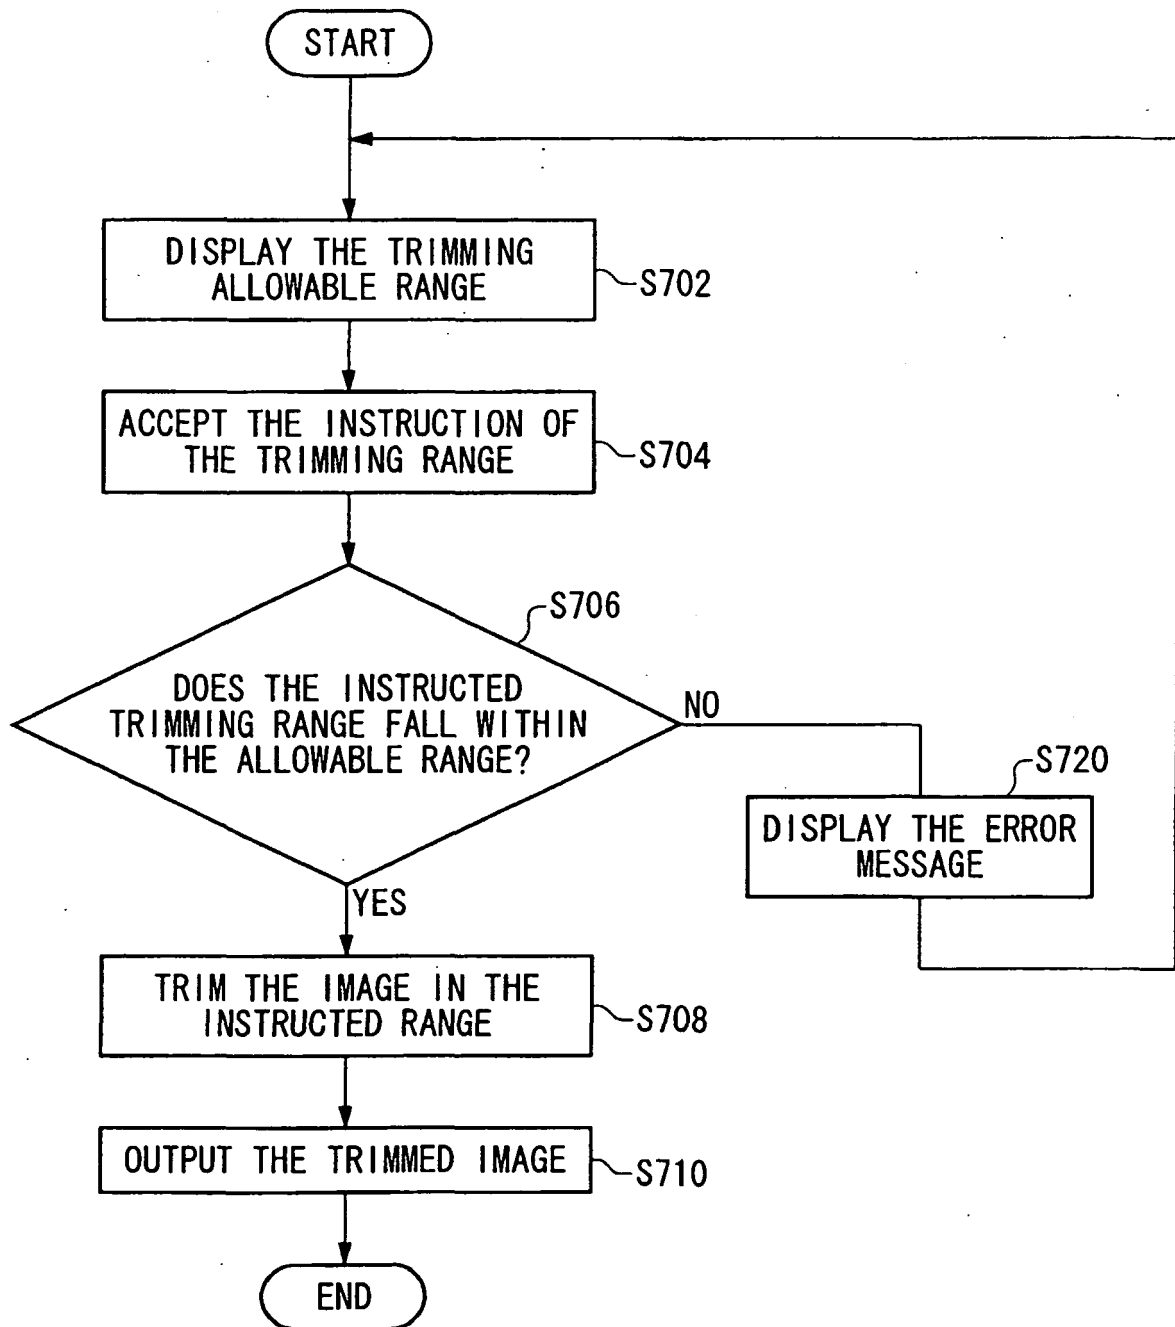 START
DISPLAY THE TRIMMING
ALLOWABLE RANGE
S702
ACCEPT THE INSTRUCTION OF
THE TRIMMING RANGE
S704
S706
DOES THE INSTRUCTED
TRIMMING RANGE FALL WITHIN
THE ALLOWABLE RANGE?
NO
S720
DISPLAY THE ERROR
MESSAGE
YES
TRIM THE IMAGE IN THE
INSTRUCTED RANGE
S708
OUTPUT THE TRIMMED IMAGE
S710
END